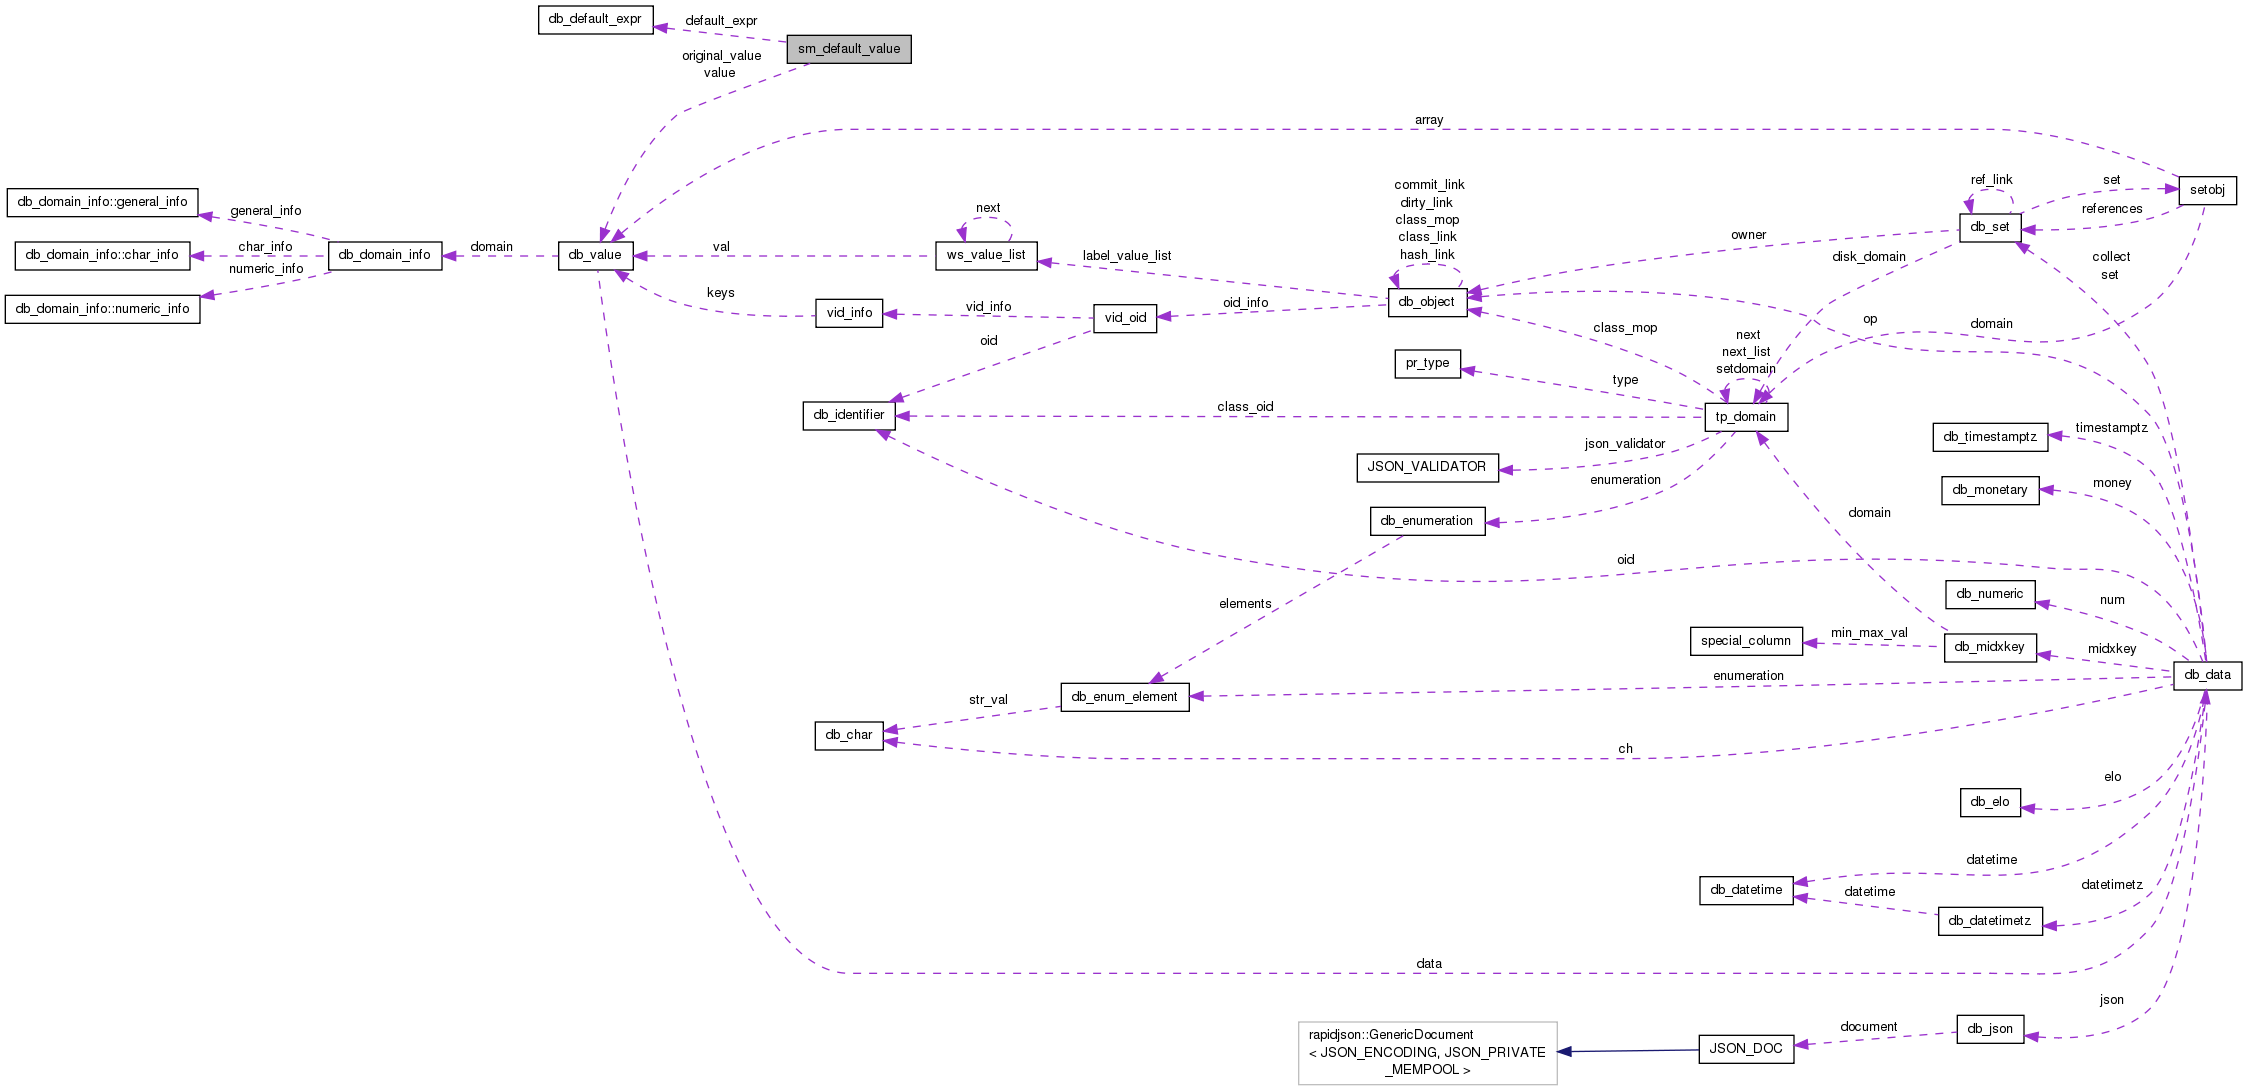 db_default_expr
default_expr
sm_default_value
original_value
value
array
db_domain_info::general_info
general_info
db_domain_info::char_info
char_info
numeric_info
db_domain_info::numeric_info
db_domain_info
domain
db_value
val
keys
next
ws_value_list
label_value_list
vid_info
vid_info
vid_oid
oid_info
oid
commit_link
dirty_link
class_mop
class_link
hash_link
db_object
owner
disk_domain
ref_link
db_set
set
references
setobj
collect
set
op
domain
class_mop
next
next_list
setdomain
pr_type
type
db_identifier
class_oid
tp_domain
json_validator
JSON_VALIDATOR
enumeration
db_enumeration
db_timestamptz
timestamptz
db_monetary
money
domain
oid
elements
db_numeric
num
special_column
min_max_val
db_midxkey
midxkey
db_data
enumeration
db_enum_element
str_val
db_char
ch
elo
db_elo
datetime
db_datetime
datetime
datetimetz
db_datetimetz
data
json
db_json
document
JSON_DOC
rapidjson::GenericDocument
< JSON_ENCODING, JSON_PRIVATE
_MEMPOOL >